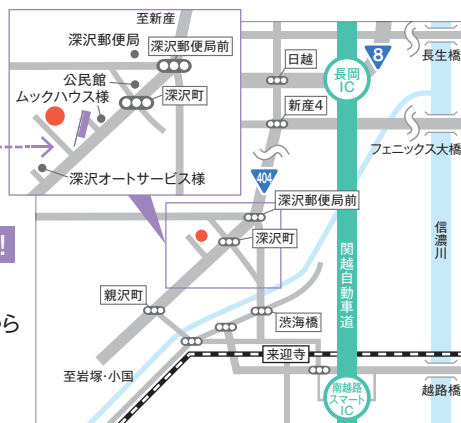 至新産
深沢郵便局
深沢郵便局前
公民館
ムックハウス様
深沢町
深沢オートサービス様
日越
長岡
IC
8
長生橋
新産4
フェニックス大橋
404
深沢郵便局前
深沢町
!
関越自動車道
信濃川
親沢町
渋海橋
ら
来迎寺
至岩塚・小国
南越路
スマート
IC
越路橋